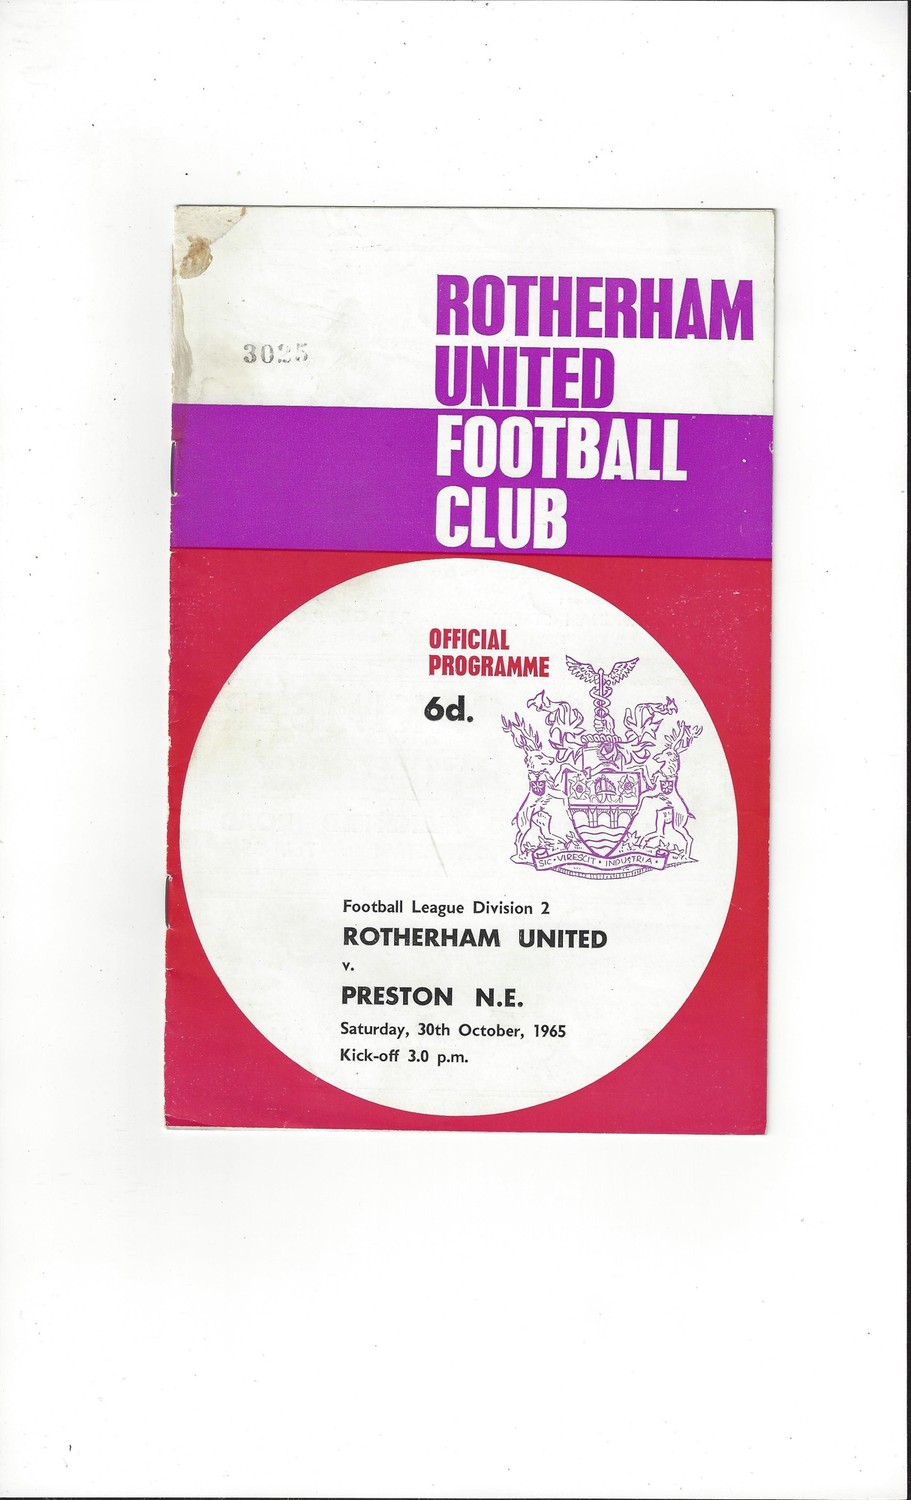 ROTHERHAM
UNITED
FOOTBALL
CLUB
3025
OFFICIAL
PROGRAMME
6d.
SIC • VIRESCIT • INDUSTRIA •
Football League Division 2
ROTHERHAM UNITED
v.
PRESTON N.E.
Saturday, 30th October, 1965
Kick-off 3.0 p.m.